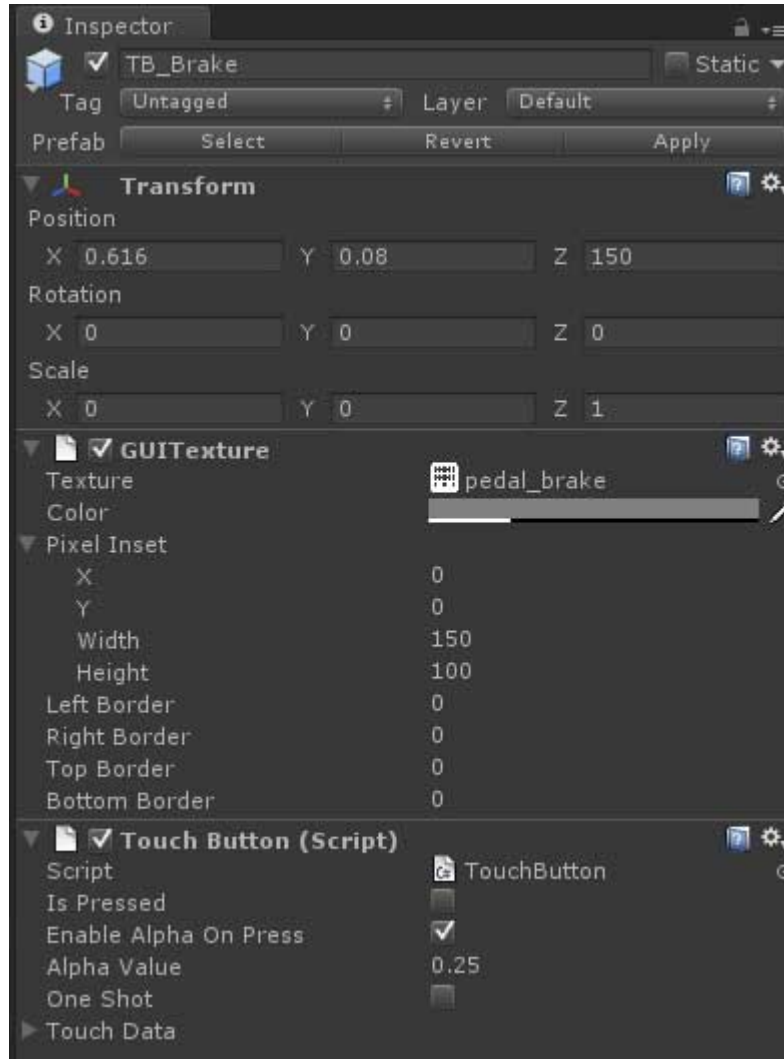 Inspector
TB_Brake Static
Tag Untagged Layer Default
Prefab Select Revert Apply
Transform
Position
X 0.616 Y 0.08 Z 150
Rotation
X 0 Y 0 Z 0
Scale
X 0 Y 0 Z 1
GUITexture
Texture pedal_brake
Color
Pixel Inset
X 0
Y 0
Width 150
Height 100
Left Border 0
Right Border 0
Top Border 0
Bottom Border 0
Touch Button (Script)
Script C# TouchButton
Is Pressed
Enable Alpha On Press
Alpha Value 0.25
One Shot
Touch Data